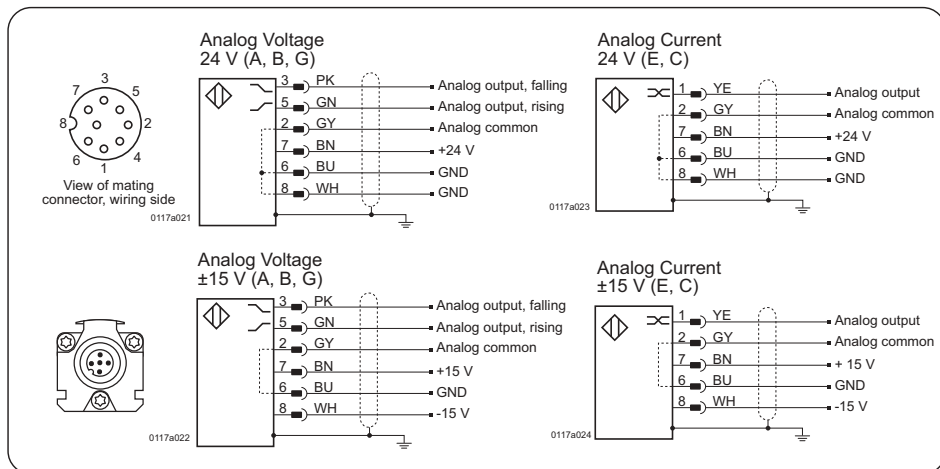 3
7 5
8 2
6 4
1
View of mating
connector, wiring side
Analog Voltage
24 V (A, B, G)
3 PK Analog output, falling
5 GN Analog output, rising
2 GY Analog common
7 BN +24 V
6 BU GND
8 WH GND
0117a021
Analog Current
24 V (E, C)
1 YE Analog output
2 GY Analog common
7 BN +24 V
6 BU GND
8 WH GND
0117a023
Analog Voltage
±15 V (A, B, G)
3 PK Analog output, falling
5 GN Analog output, rising
2 GY Analog common
7 BN +15 V
6 BU GND
8 WH -15 V
0117a022
Analog Current
±15 V (E, C)
1 YE Analog output
2 GY Analog common
7 BN + 15 V
6 BU GND
8 WH -15 V
0117a024